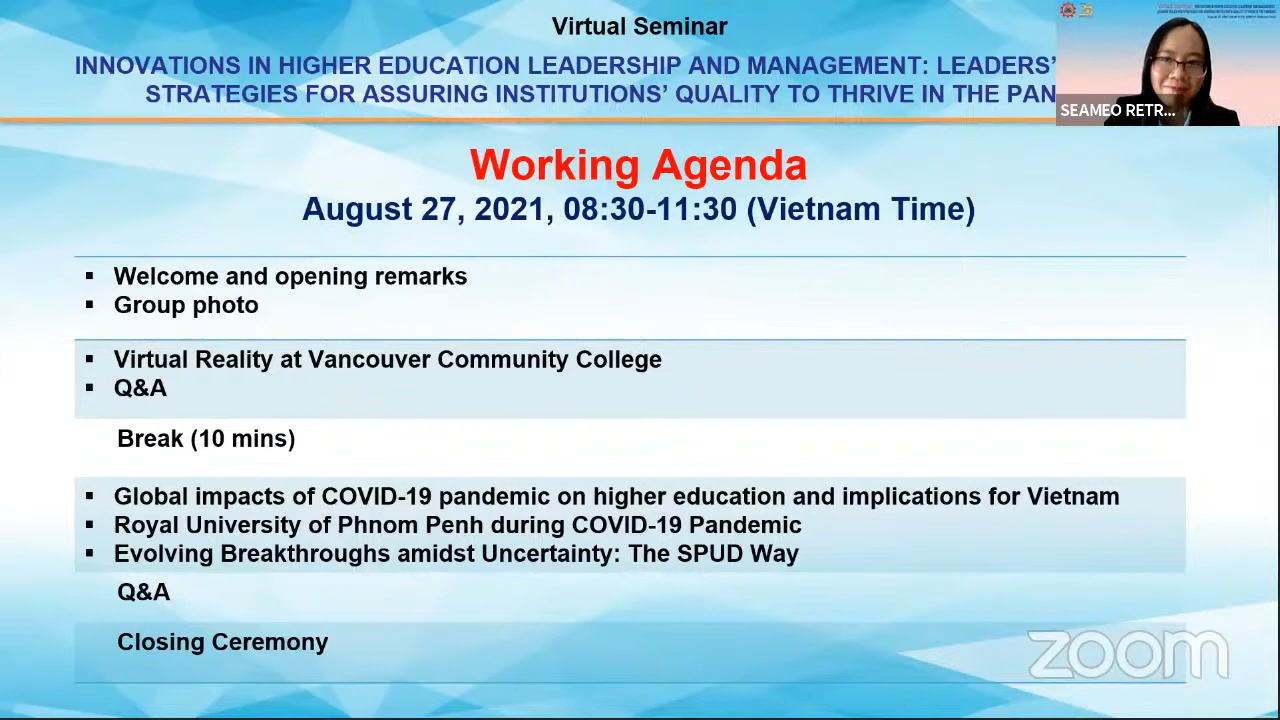 Virtual Seminar
INNOVATIONS IN HIGHER EDUCATION LEADERSHIP AND MANAGEMENT: LEADERS’
STRATEGIES FOR ASSURING INSTITUTIONS’ QUALITY TO THRIVE IN THE PAN
SEAMEO RETR...
Working Agenda
August 27, 2021, 08:30-11:30 (Vietnam Time)
▪ Welcome and opening remarks
▪ Group photo
▪ Virtual Reality at Vancouver Community College
▪ Q&A
Break (10 mins)
▪ Global impacts of COVID-19 pandemic on higher education and implications for Vietnam
▪ Royal University of Phnom Penh during COVID-19 Pandemic
▪ Evolving Breakthroughs amidst Uncertainty: The SPUD Way
Q&A
Closing Ceremony
zoom